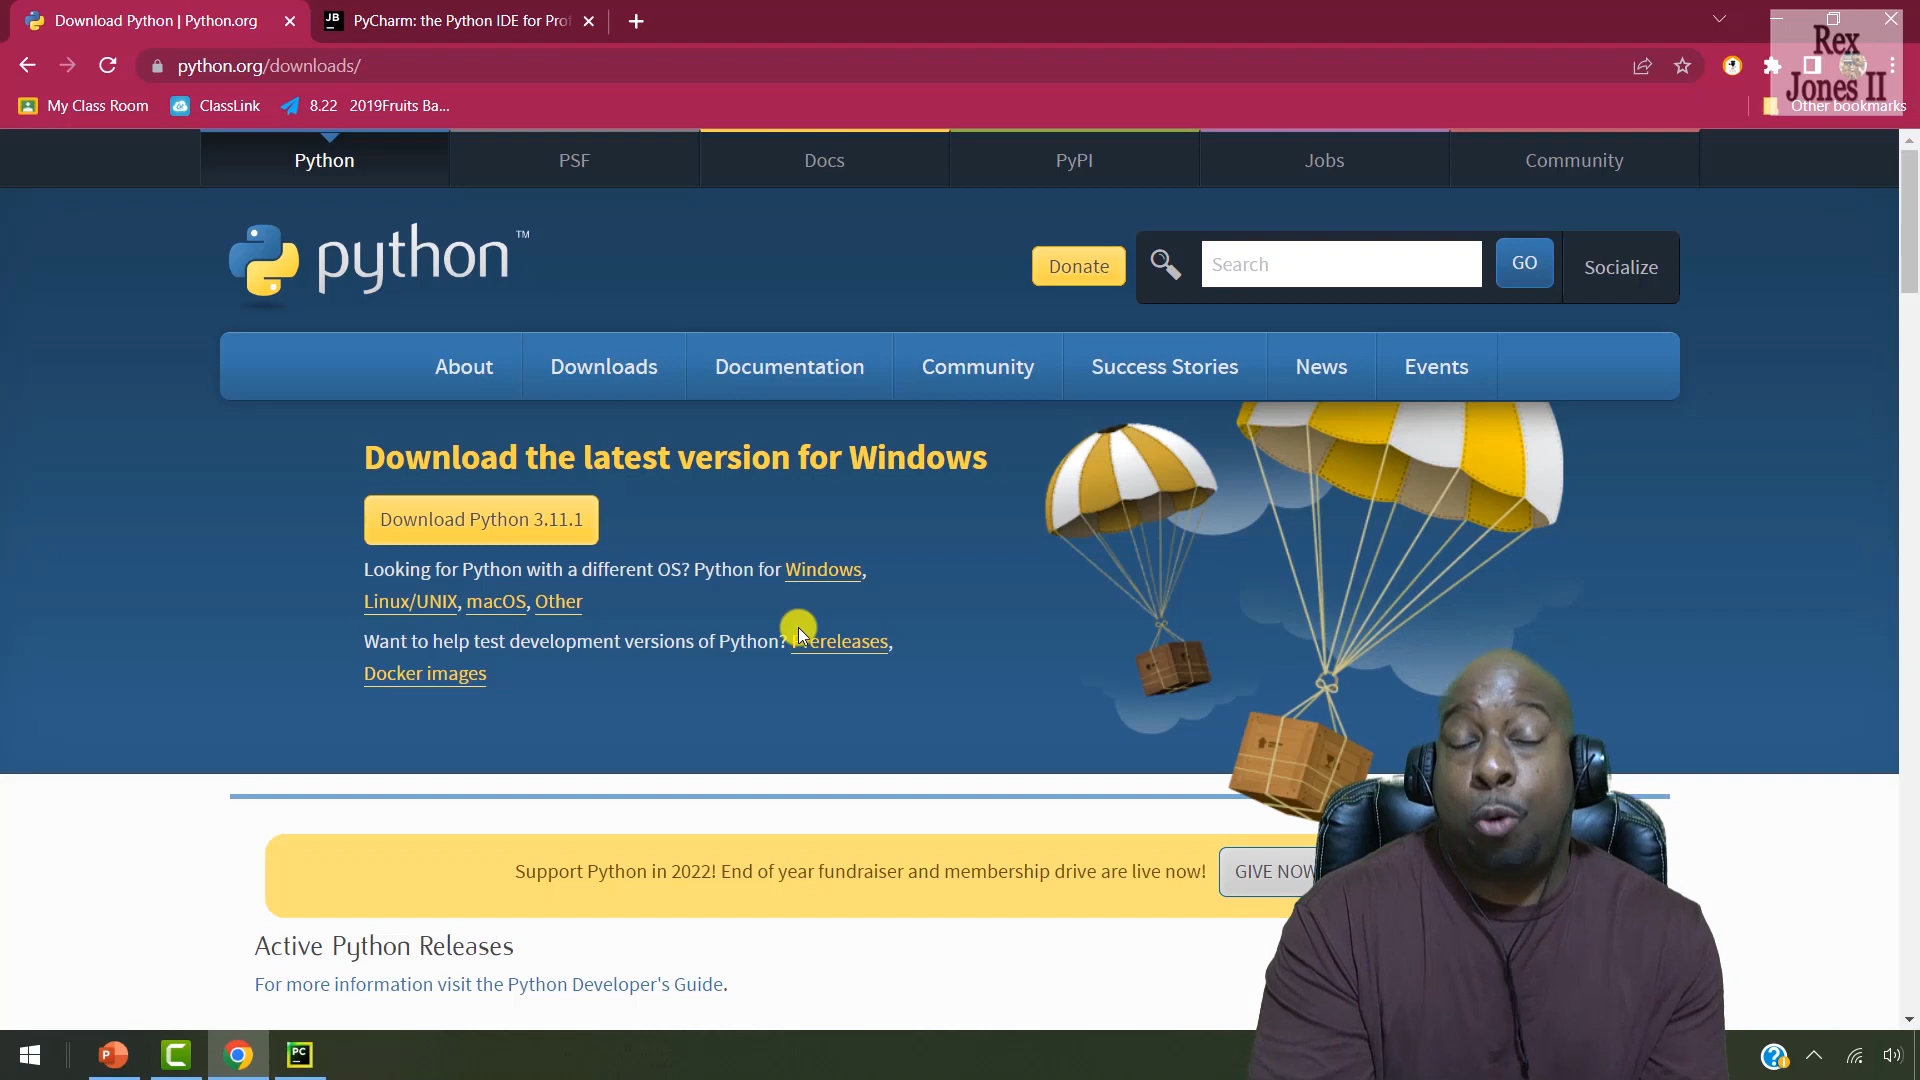 Download Python | Python.org
PyCharm: the Python IDE for Prof
python.org/downloads/
Rex
Jones II
My Class Room
ClassLink
8.22 2019Fruits Ba...
Other bookmarks
Python
PSF
Docs
PyPI
Jobs
Community
python™
Donate
Search
GO
Socialize
About
Downloads
Documentation
Community
Success Stories
News
Events
Download the latest version for Windows
Download Python 3.11.1
Looking for Python with a different OS? Python for Windows,
Linux/UNIX, macOS, Other
Want to help test development versions of Python? Prereleases,
Docker images
Support Python in 2022! End of year fundraiser and membership drive are live now!
GIVE NOW
Active Python Releases
For more information visit the Python Developer's Guide.